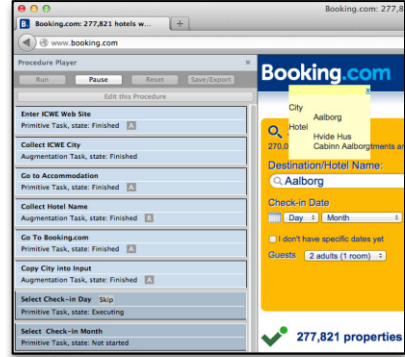 Booking.com: 277,8
Booking.com: 277,821 hotels w...
www.booking.com
Procedure Player
Run Pause Reset Save/Export
Edit this Procedure
Enter ICWE Web Site
Primitive Task, state: Finished A
Collect ICWE City
Augmentation Task, state: Finished
Go to Accommodation
Primitive Task, state: Finished A
Collect Hotel Name
Augmentation Task, state: Finished B
Go To Booking.com
Primitive Task, state: Finished A
Copy City into Input
Augmentation Task, state: Finished
Select Check-in Day Skip
Primitive Task, state: Executing
Select Check-in Month
Primitive Task, state: Not started
Booking.com
x
City
Aalborg
Hotel
Hvide Hus
Cabinn Aalborgtments an
270,0
Destination/Hotel Name:
Aalborg
Check-in Date
Day Month
I don't have specific dates yet
Guests 2 adults (1 room)
277,821 properties